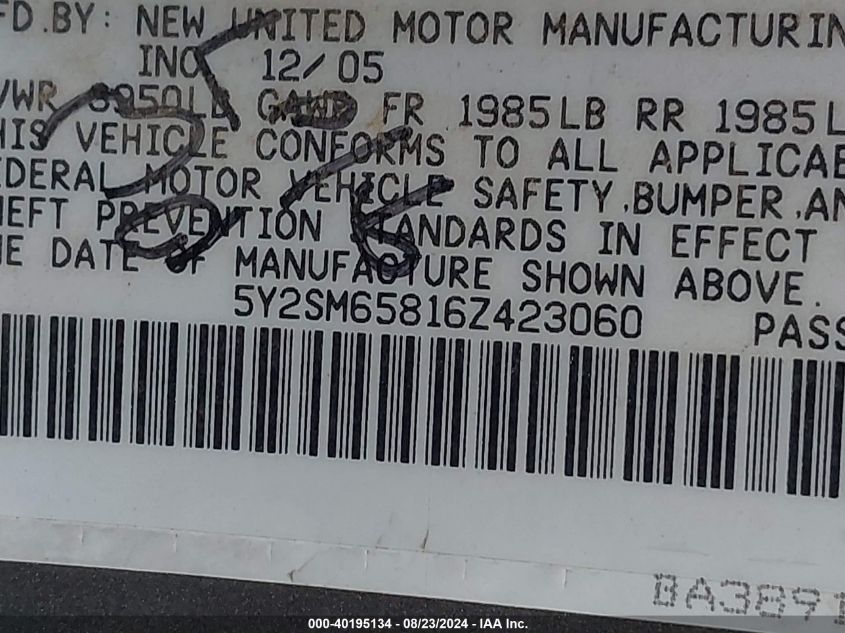 FD.BY: NEW UNITED MOTOR MANUFACTURIN
INC 12/05
VWR 3950LB GAWR FR 1985LB RR 1985L
HIS VEHICLE CONFORMS TO ALL APPLICAB
EDERAL MOTOR VEHICLE SAFETY,BUMPER,AN
HEFT PREVENTION STANDARDS IN EFFECT
HE DATE OF MANUFACTURE SHOWN ABOVE.
5Y2SM65816Z423060 PASS
BA3891
000-40195134 - 08/23/2024 - IAA Inc.